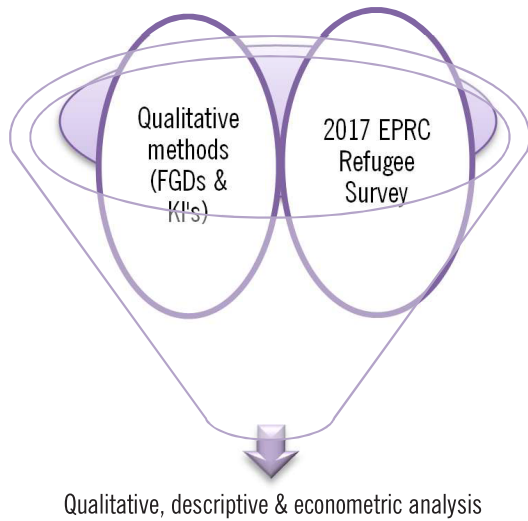 Qualitative
methods
(FGDs &
KI's)
2017 EPRC
Refugee
Survey
Qualitative, descriptive & econometric analysis